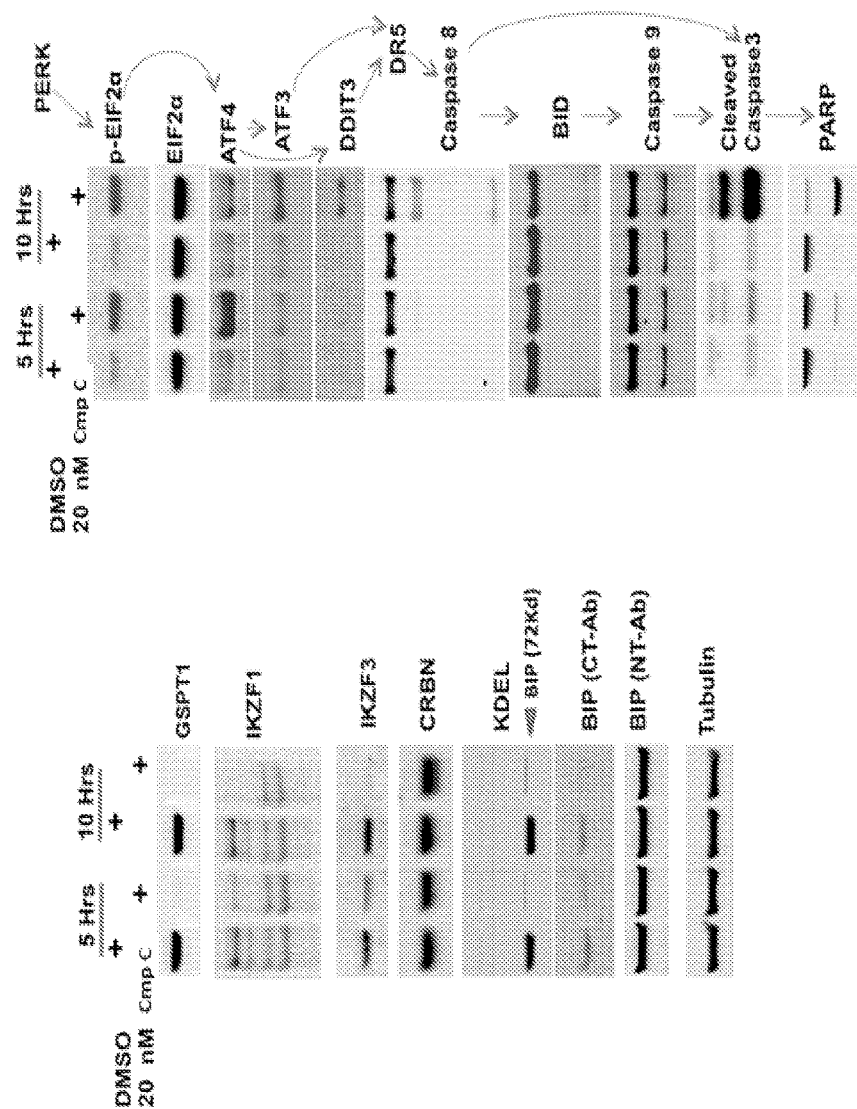 5 Hrs 10 Hrs
DMSO + +
20 nM Cmp C + +
GSPT1
IKZF1
IKZF3
CRBN
KDEL
BIP (72Kd)
BIP (CT-Ab)
BIP (NT-Ab)
Tubulin
5 Hrs 10 Hrs
DMSO + +
20 nM Cmp C + +
PERK
p-EIF2α
EIF2α
ATF4
ATF3
DDIT3
DR5
Caspase 8
BID
Caspase 9
Cleaved
Caspase3
PARP